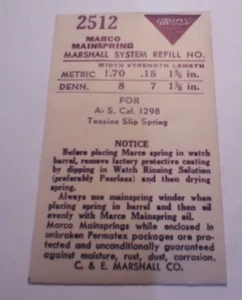 2512
MARCO
MAINSPRING
MARSHALL SYSTEM REFILL NO.
WIDTH STRENGTH LENGTH
METRIC 1.70 .15 in.
DENN. 8 7 in.
FOR
A- S. Cal. 1298
Tension Slip Spring
NOTICE
Before placing Marco spring in watch
barrel, remove factory protective coating
by dipping in Watch Rinsing Solution
(preferably Peerless) and then drying
spring.
Always use mainspring winder when
placing spring in barrel and then oil
evenly with Marco Mainspring oil.
Marco Mainsprings while enclosed in
unbroken Permatex packages are pro-
tected and unconditionally guaranteed
against moisture, rust, dust, corrosion.
C. & E. MARSHALL CO.